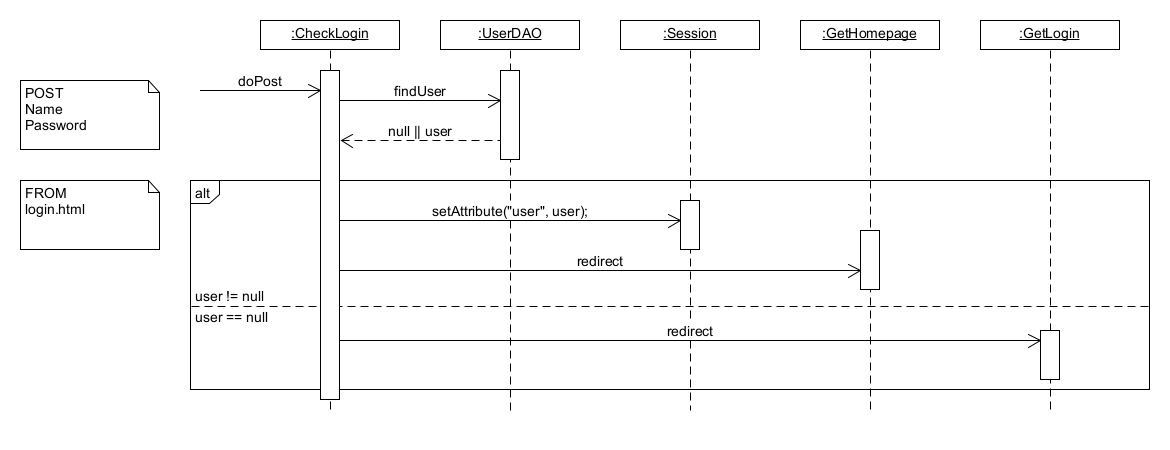 :CheckLogin
:UserDAO
:Session
:GetHomepage
:GetLogin
POST
Name
Password
doPost
findUser
null || user
FROM
login.html
alt
setAttribute("user", user);
redirect
user != null
user == null
redirect